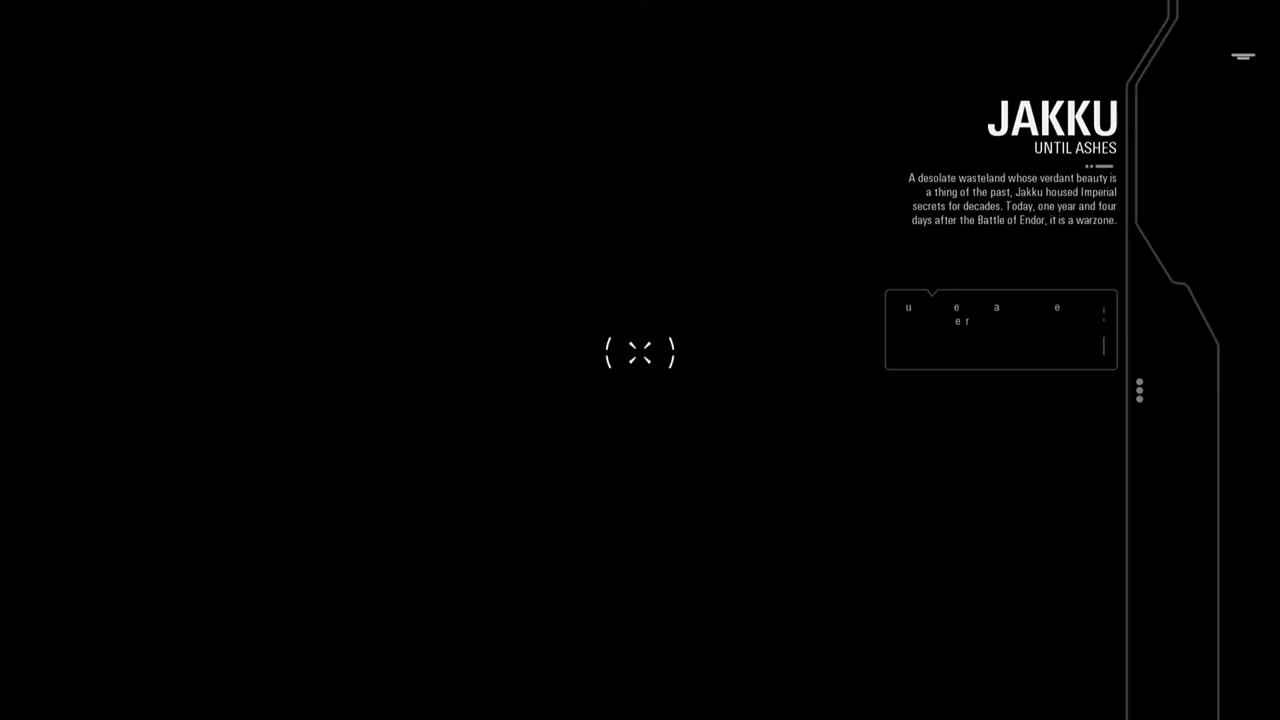 JAKKU
UNTIL ASHES
A desolate wasteland whose verdant beauty is
a thing of the past, Jakku housed Imperial
secrets for decades. Today, one year and four
days after the Battle of Endor, it is a warzone.
u e a e
e r